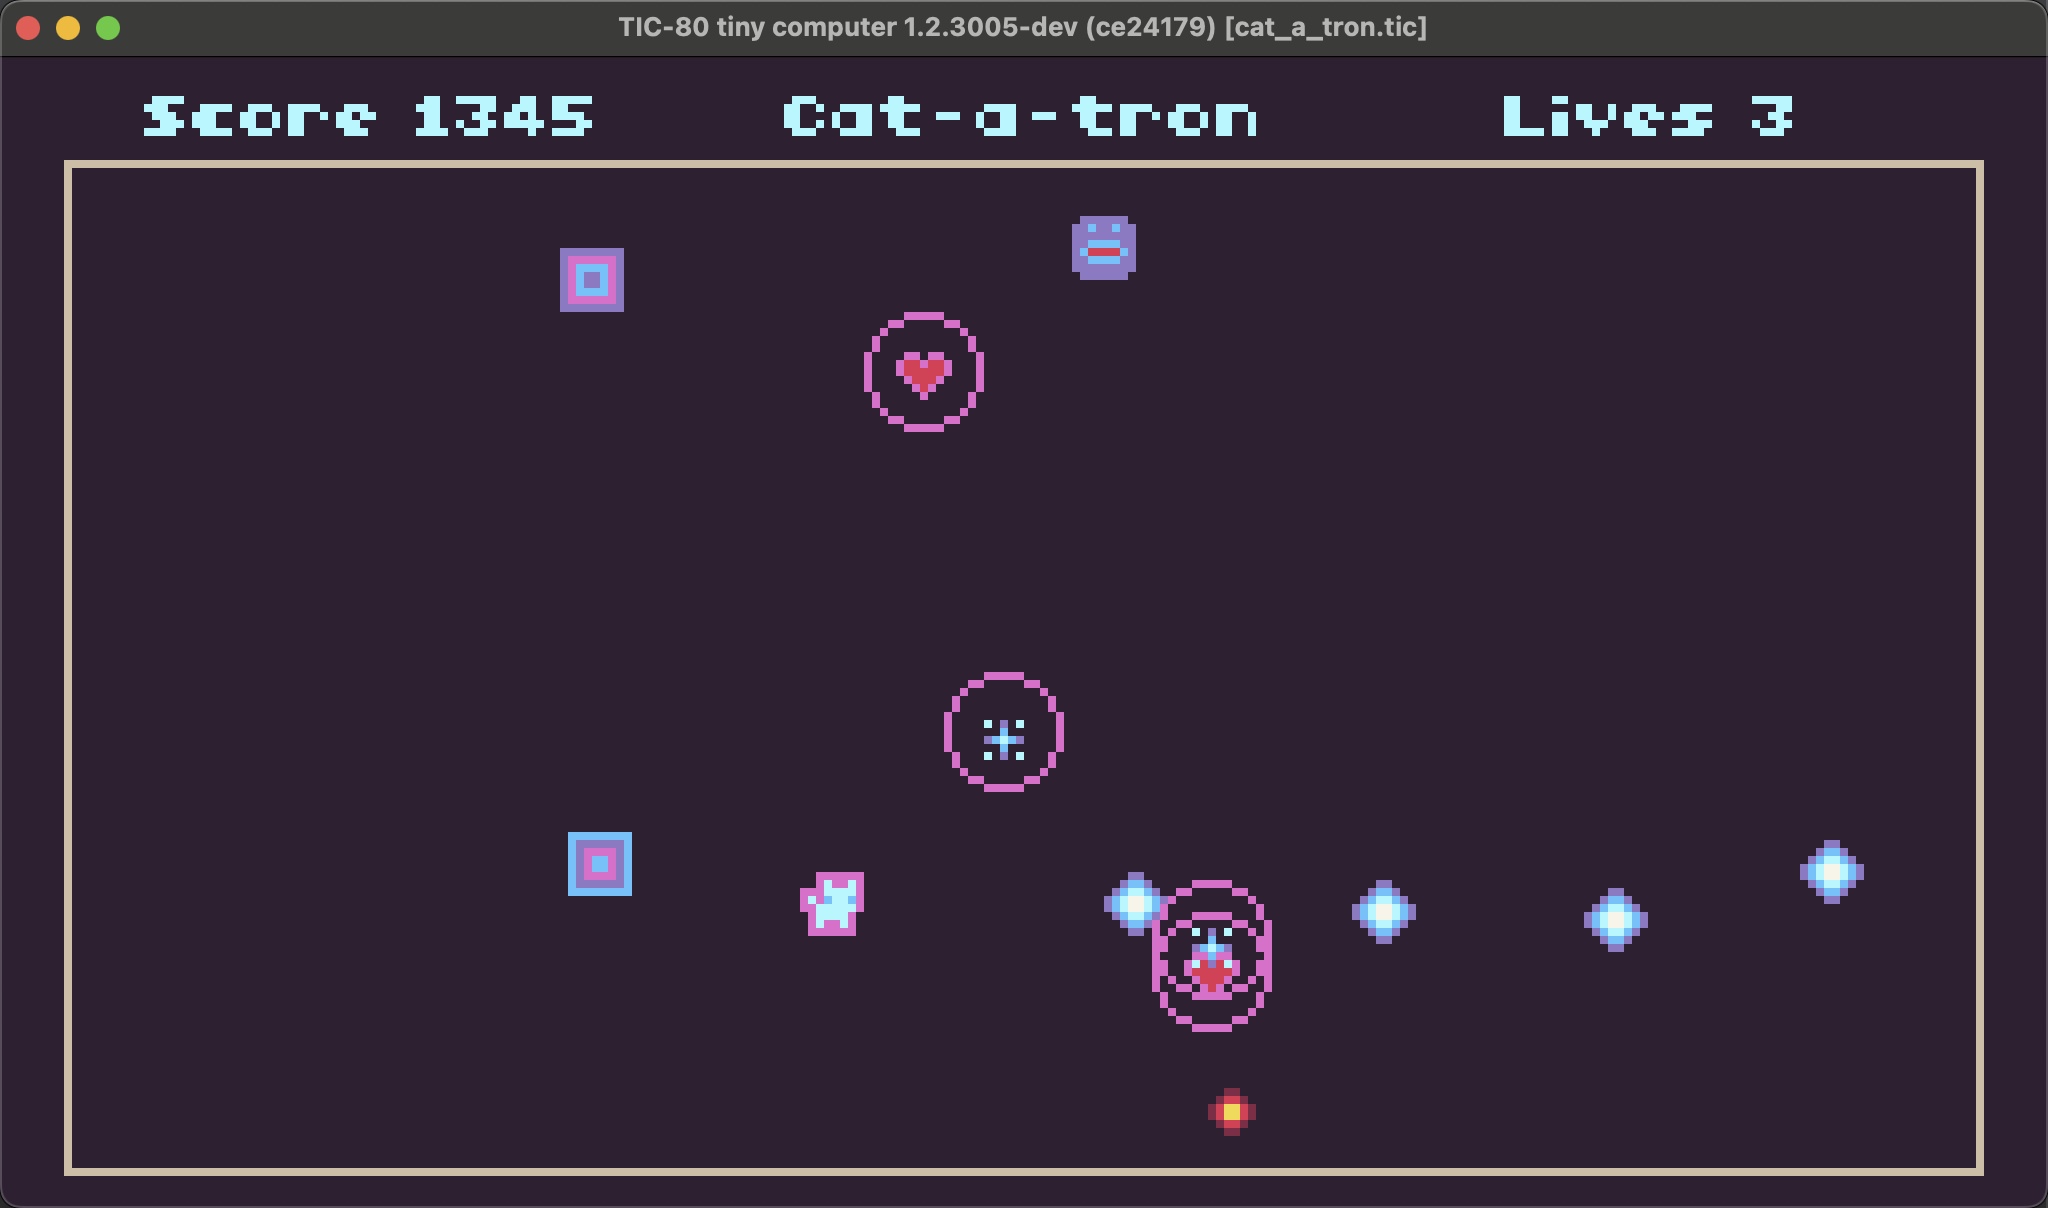 TIC-80 tiny computer 1.2.3005-dev (ce24179) [cat_a_tron.tic]
Score 1345 Cat-a-tron Lives 3